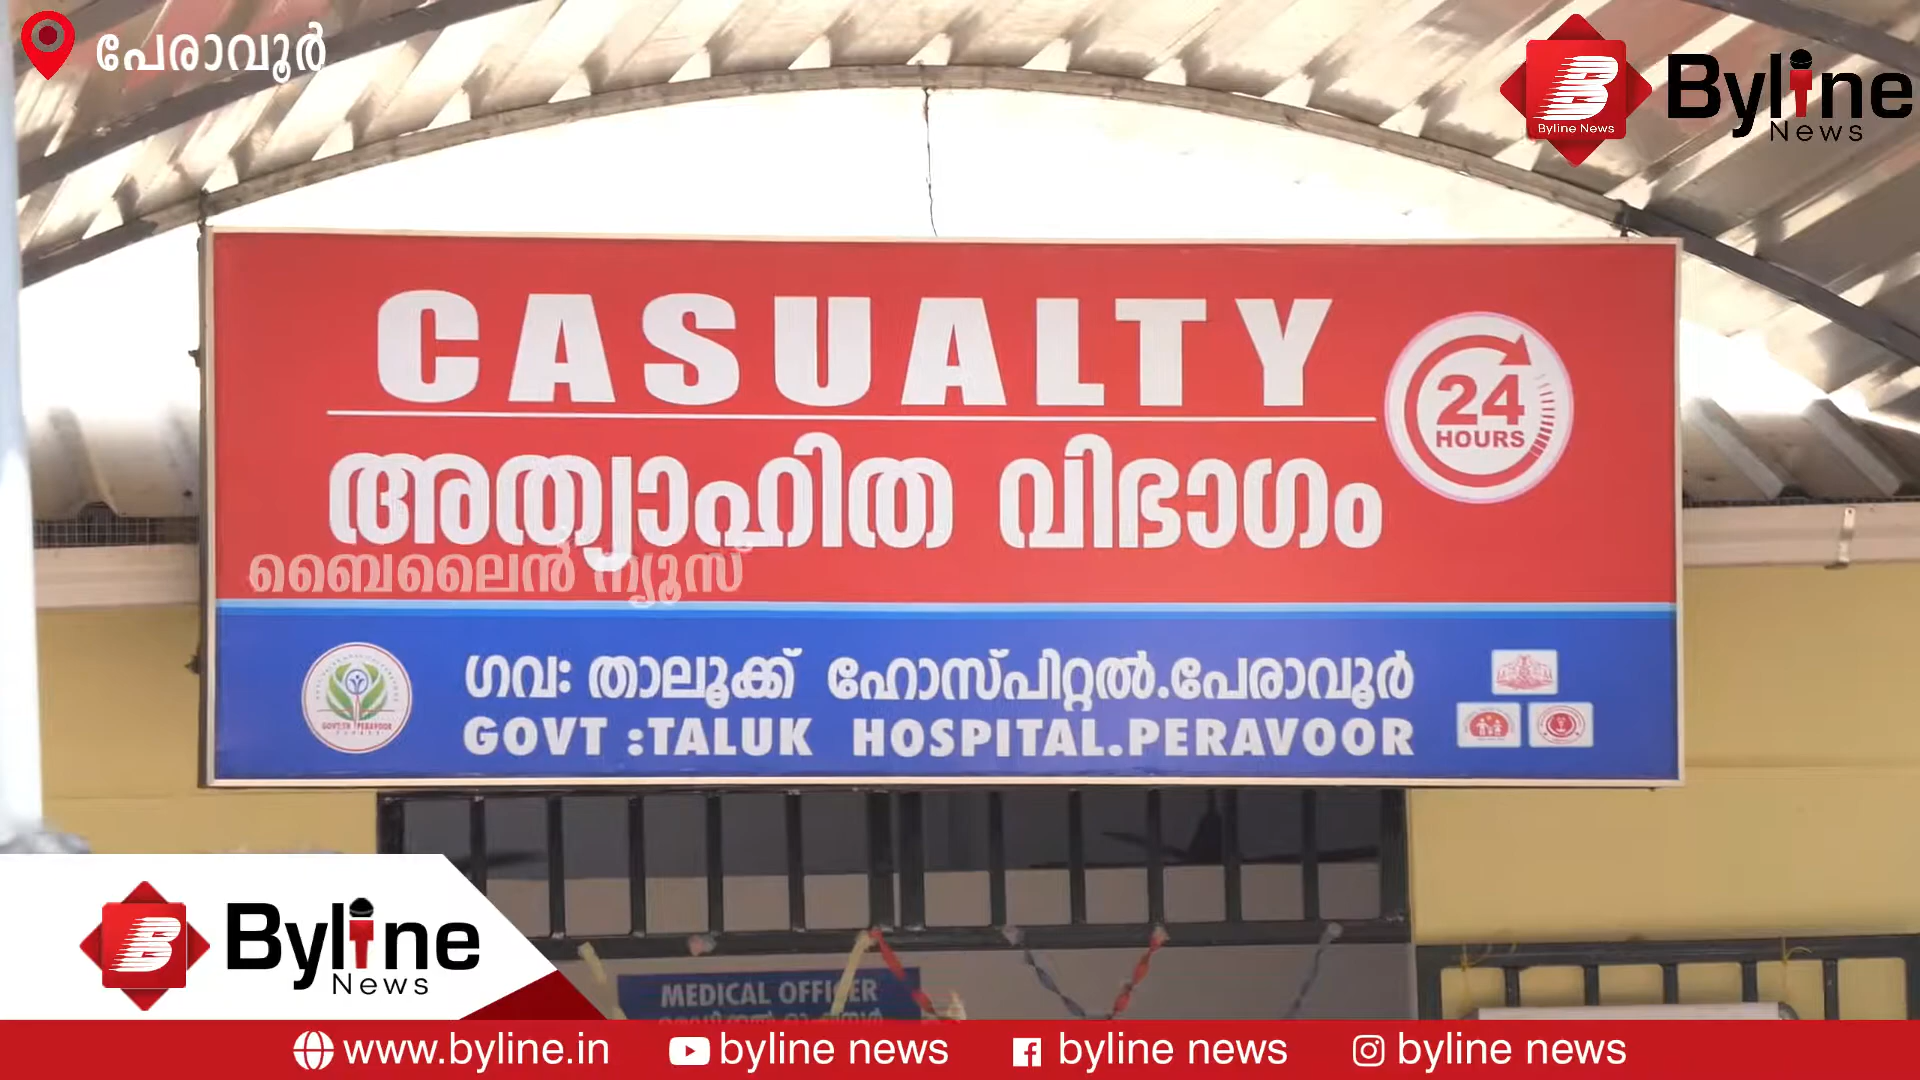 പേരാവൂർ
Byline News
Byline
News
CASUALTY
24
HOURS
അത്യാഹിത വിഭാഗം
ബൈലൈൻ ന്യൂസ്
ഗവ: താലൂക്ക് ഹോസ്പിറ്റൽ.പേരാവൂർ
GOVT :TALUK HOSPITAL.PERAVOOR
MEDICAL OFFICER
Byline
News
www.byline.in
byline news
byline news
byline news